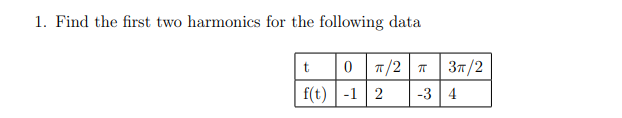 1. Find the first two harmonics for the following data
t 0 π/2 π 3π/2
f(t) -1 2 -3 4